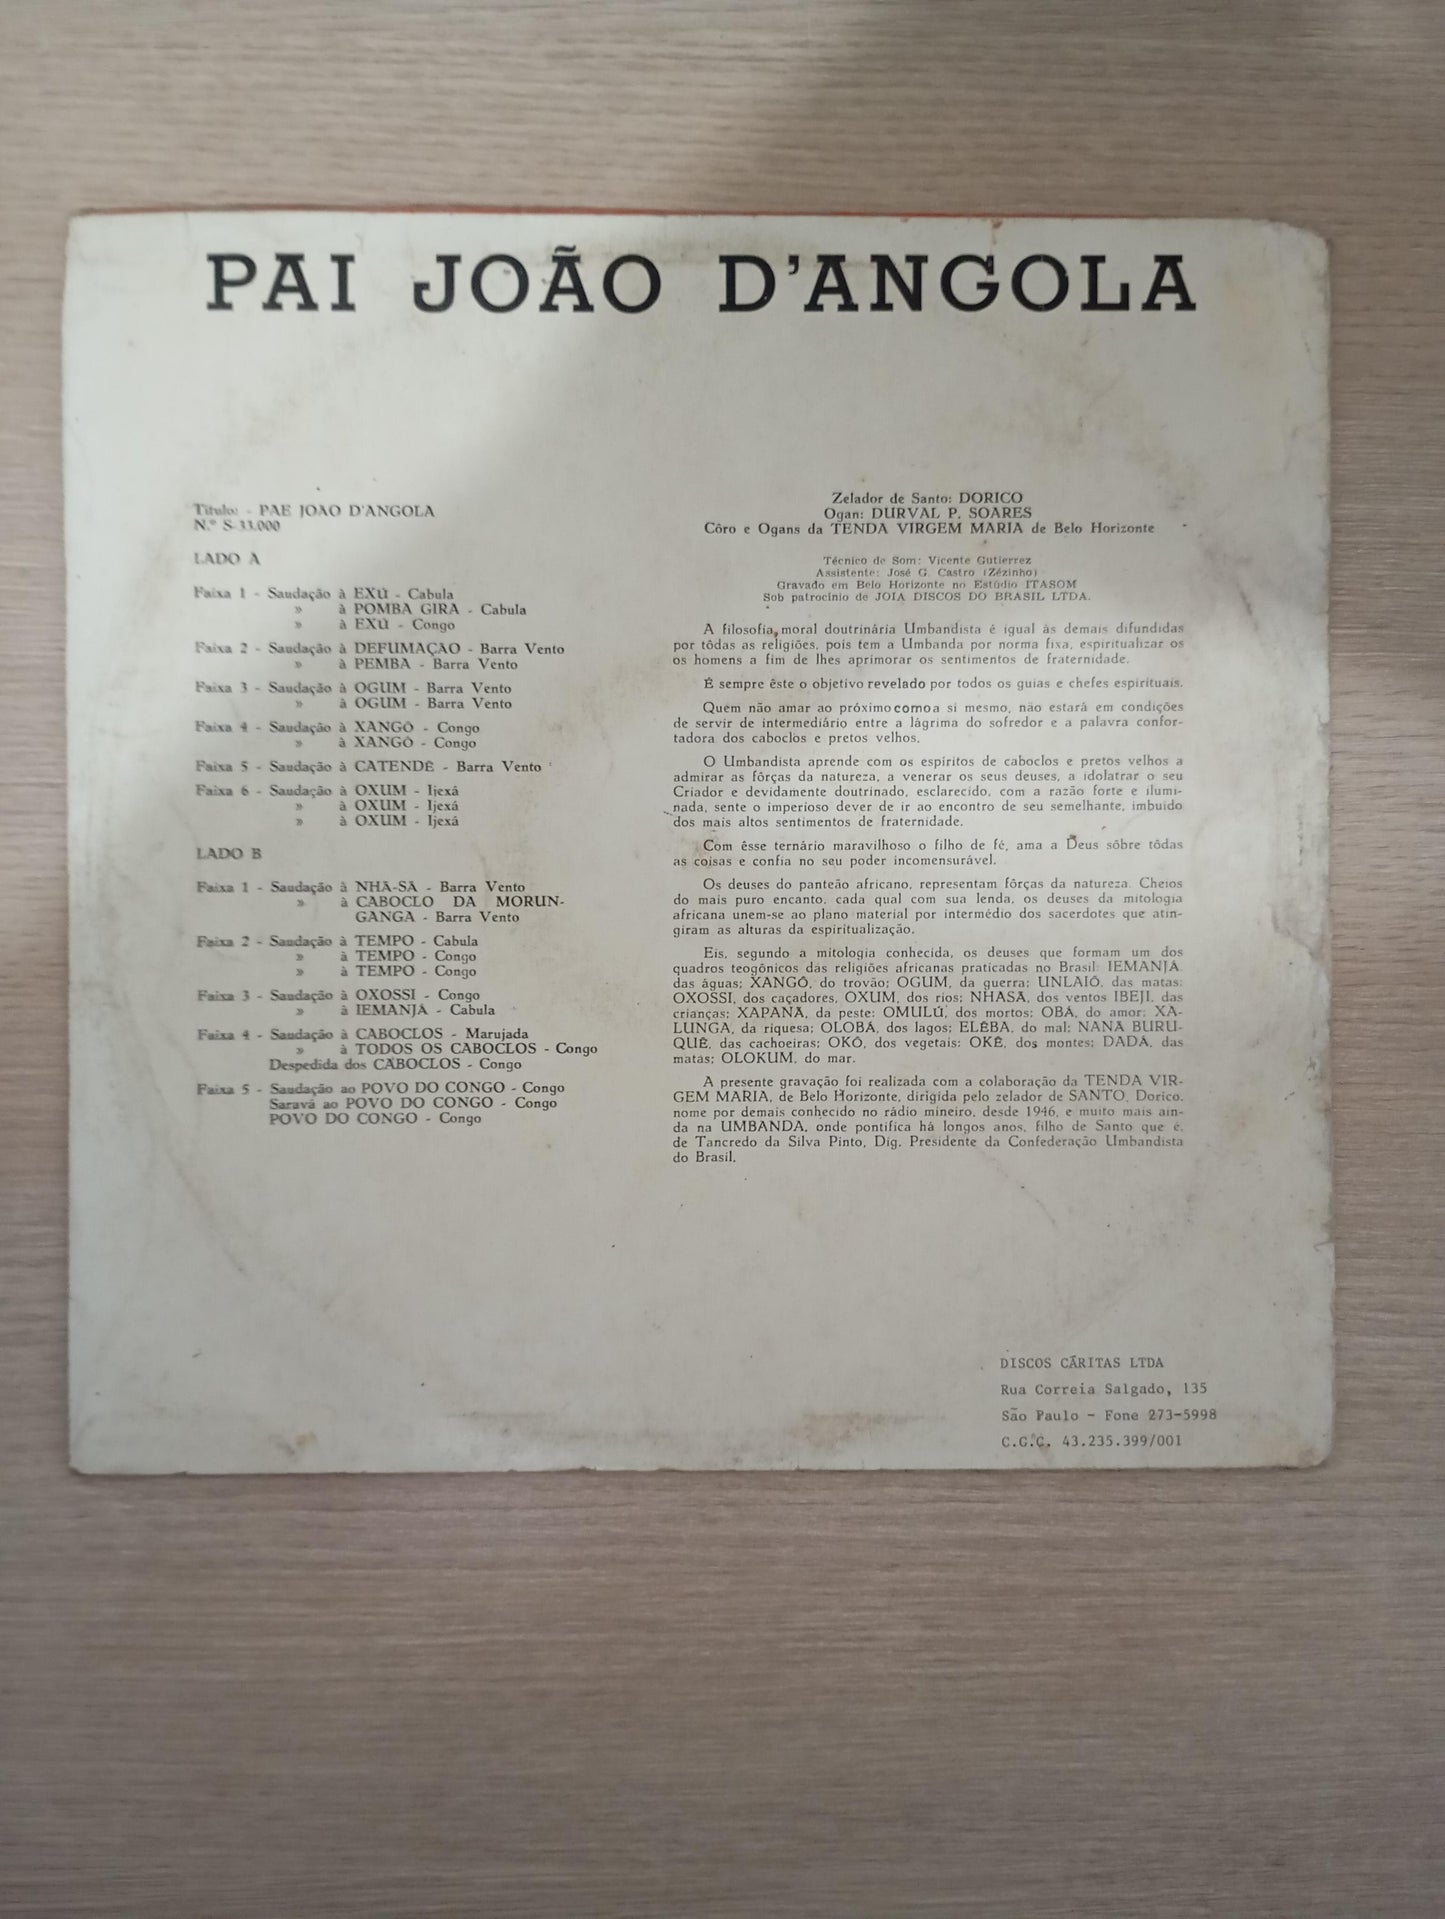 PAI JOÃO D'ANGOLA
Título: - PAE JOAO D'ANGOLA
N.º S-33.000
LADO A
Faixa 1 - Saudação à EXÚ - Cabula
» à POMBA GIRA - Cabula
» à EXÚ - Congo
Faixa 2 - Saudação à DEFUMAÇAO - Barra Vento
» à PEMBA - Barra Vento
Faixa 3 - Saudação à OGUM - Barra Vento
» à OGUM - Barra Vento
Faixa 4 - Saudação à XANGÔ - Congo
» à XANGÔ - Congo
Faixa 5 - Saudação à CATENDÊ - Barra Vento
Faixa 6 - Saudação à OXUM - Ijexá
» à OXUM - Ijexá
» à OXUM - Ijexá
LADO B
Faixa 1 - Saudação à NHA-SÃ - Barra Vento
» à CABOCLO DA MORUN-
GANGA - Barra Vento
Faixa 2 - Saudação à TEMPO - Cabula
» à TEMPO - Congo
» à TEMPO - Congo
Faixa 3 - Saudação à OXOSSI - Congo
» à IEMANJÁ - Cabula
Faixa 4 - Saudação à CABOCLOS - Marujada
» à TODOS OS CABOCLOS - Congo
Despedida dos CABOCLOS - Congo
Faixa 5 - Saudação ao POVO DO CONGO - Congo
Saravá ao POVO DO CONGO - Congo
POVO DO CONGO - Congo
Zelador de Santo: DORICO
Ogan: DURVAL P. SOARES
Côro e Ogans da TENDA VIRGEM MARIA de Belo Horizonte
Técnico de Som: Vicente Gutierrez
Assistente: José G. Castro (Zézinho)
Gravado em Belo Horizonte no Estúdio ITASOM
Sob patrocínio de JOIA DISCOS DO BRASIL LTDA.
A filosofia, moral doutrinária Umbandista é igual às demais difundidas
por tôdas as religiões, pois tem a Umbanda por norma fixa, espiritualizar os
os homens a fim de lhes aprimorar os sentimentos de fraternidade.
É sempre êste o objetivo revelado por todos os guias e chefes espirituais.
Quem não amar ao próximo como a si mesmo, não estará em condições
de servir de intermediário entre a lágrima do sofredor e a palavra confor-
tadora dos caboclos e pretos velhos.
O Umbandista aprende com os espíritos de caboclos e pretos velhos a
admirar as fôrças da natureza, a venerar os seus deuses, a idolatrar o seu
Criador e devidamente doutrinado, esclarecido, com a razão forte e ilumi-
nada, sente o imperioso dever de ir ao encontro de seu semelhante, imbuido
dos mais altos sentimentos de fraternidade.
Com êsse ternário maravilhoso o filho de fé, ama a Deus sôbre tôdas
as coisas e confia no seu poder incomensurável.
Os deuses do panteão africano, representam fôrças da natureza. Cheios
do mais puro encanto, cada qual com sua lenda, os deuses da mitologia
africana unem-se ao plano material por intermédio dos sacerdotes que atin-
giram as alturas da espiritualização.
Eis, segundo a mitologia conhecida, os deuses que formam um dos
quadros teogônicos das religiões africanas praticadas no Brasil: IEMANJÁ,
das águas; XANGÔ, do trovão; OGUM, da guerra; UNLAIÓ, das matas;
OXOSSI, dos caçadores, OXUM, dos rios; NHASÃ, dos ventos IBEJI, das
crianças; XAPANÃ, da peste; OMULÚ, dos mortos; OBÁ, do amor; XA-
LUNGA, da riquesa; OLOBÁ, dos lagos; ELÊBA, do mal; NANÃ BURU-
QUÊ, das cachoeiras; OKÔ, dos vegetais; OKÊ, dos montes; DADÁ, das
matas; OLOKUM, do mar.
A presente gravação foi realizada com a colaboração da TENDA VIR-
GEM MARIA, de Belo Horizonte, dirigida pelo zelador de SANTO, Dorico,
nome por demais conhecido no rádio mineiro, desde 1946, e muito mais ain-
da na UMBANDA, onde pontifica há longos anos, filho de Santo que é,
de Tancredo da Silva Pinto, Dig. Presidente da Confederação Umbandista
do Brasil.
DISCOS CÁRITAS LTDA
Rua Correia Salgado, 135
São Paulo - Fone 273-5998
C.G.C. 43.235.399/001